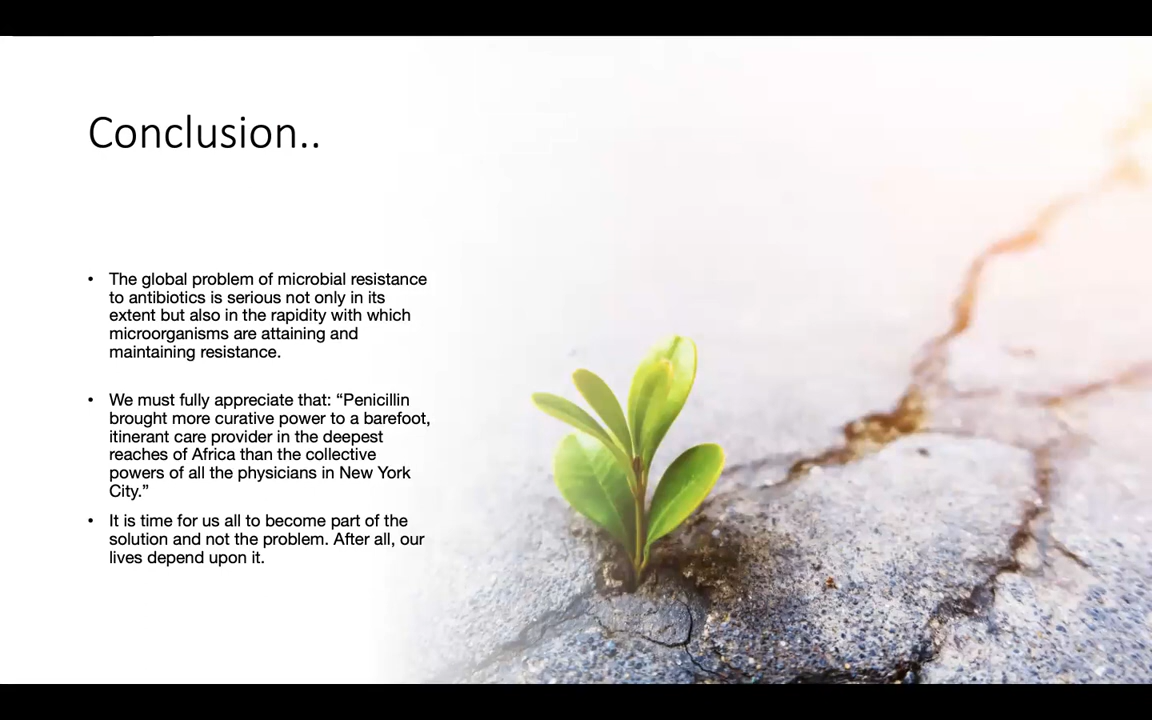 Conclusion..
• The global problem of microbial resistance
to antibiotics is serious not only in its
extent but also in the rapidity with which
microorganisms are attaining and
maintaining resistance.
• We must fully appreciate that: “Penicillin
brought more curative power to a barefoot,
itinerant care provider in the deepest
reaches of Africa than the collective
powers of all the physicians in New York
City.”
• It is time for us all to become part of the
solution and not the problem. After all, our
lives depend upon it.